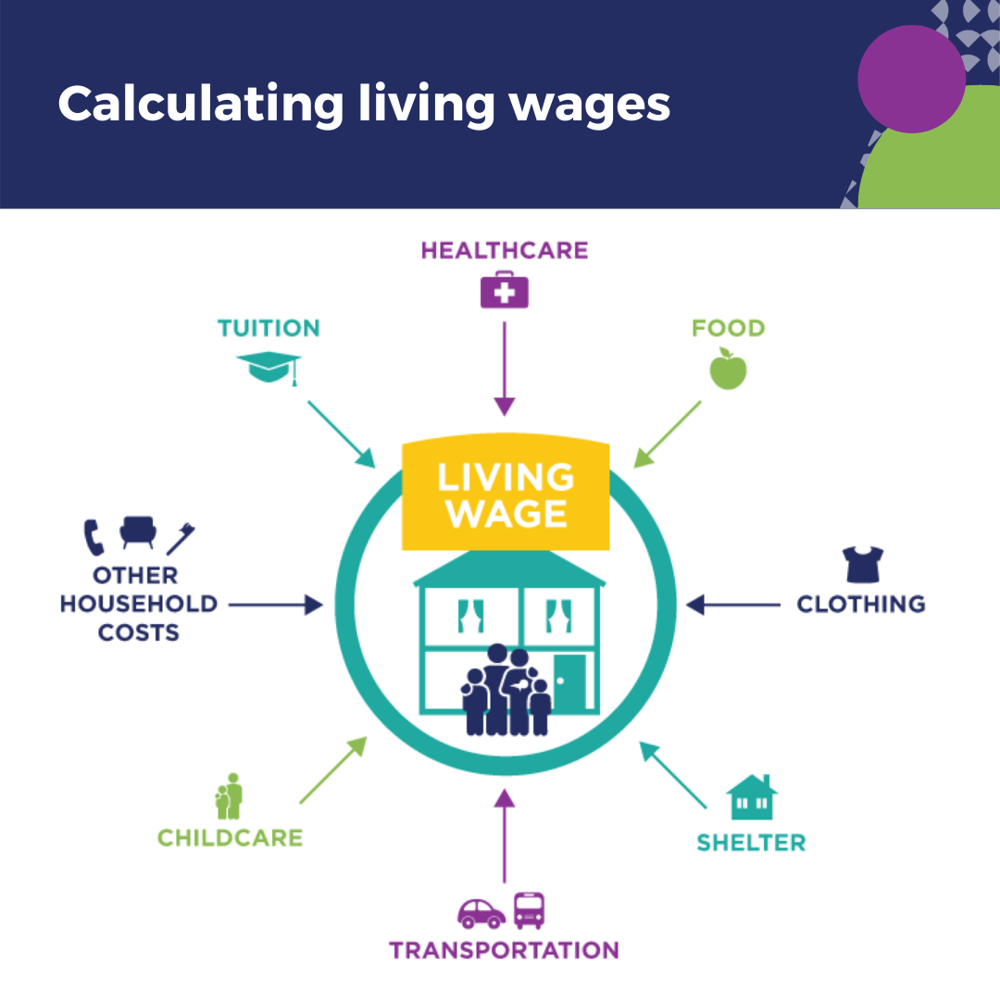 Calculating living wages
HEALTHCARE
TUITION
FOOD
LIVING
WAGE
OTHER
HOUSEHOLD
COSTS
CLOTHING
CHILDCARE
SHELTER
TRANSPORTATION